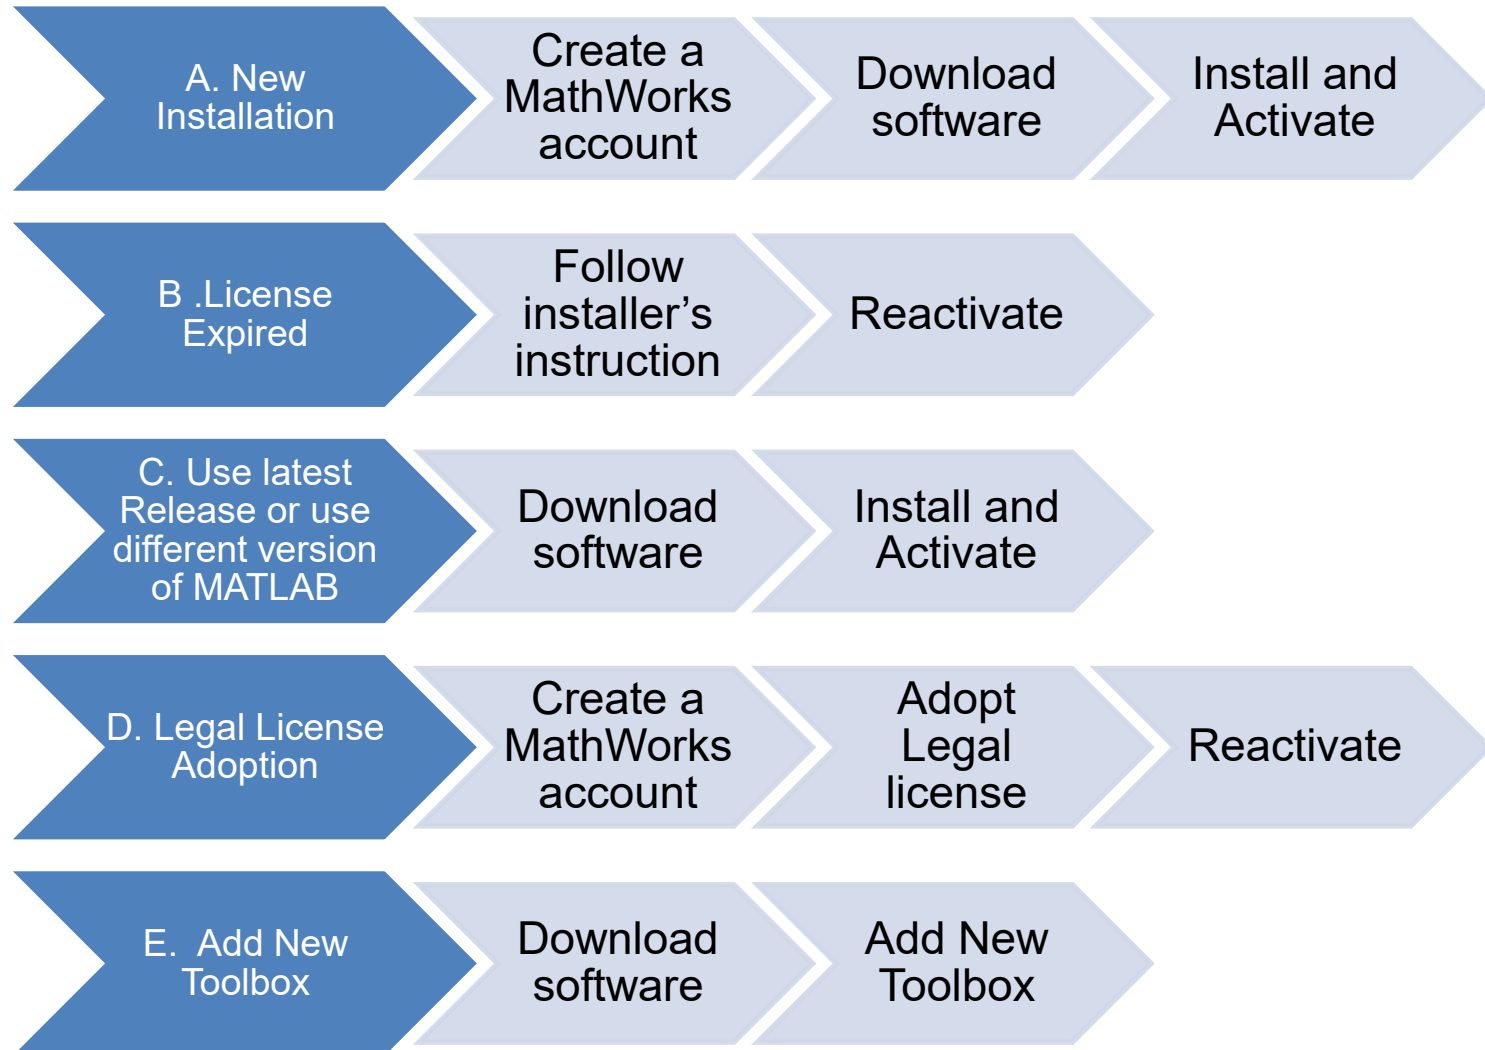 A. New
Installation
Create a
MathWorks
account
Download
software
Install and
Activate
B .License
Expired
Follow
installer’s
instruction
Reactivate
C. Use latest
Release or use
different version
of MATLAB
Download
software
Install and
Activate
D. Legal License
Adoption
Create a
MathWorks
account
Adopt
Legal
license
Reactivate
E.  Add New
Toolbox
Download
software
Add New
Toolbox